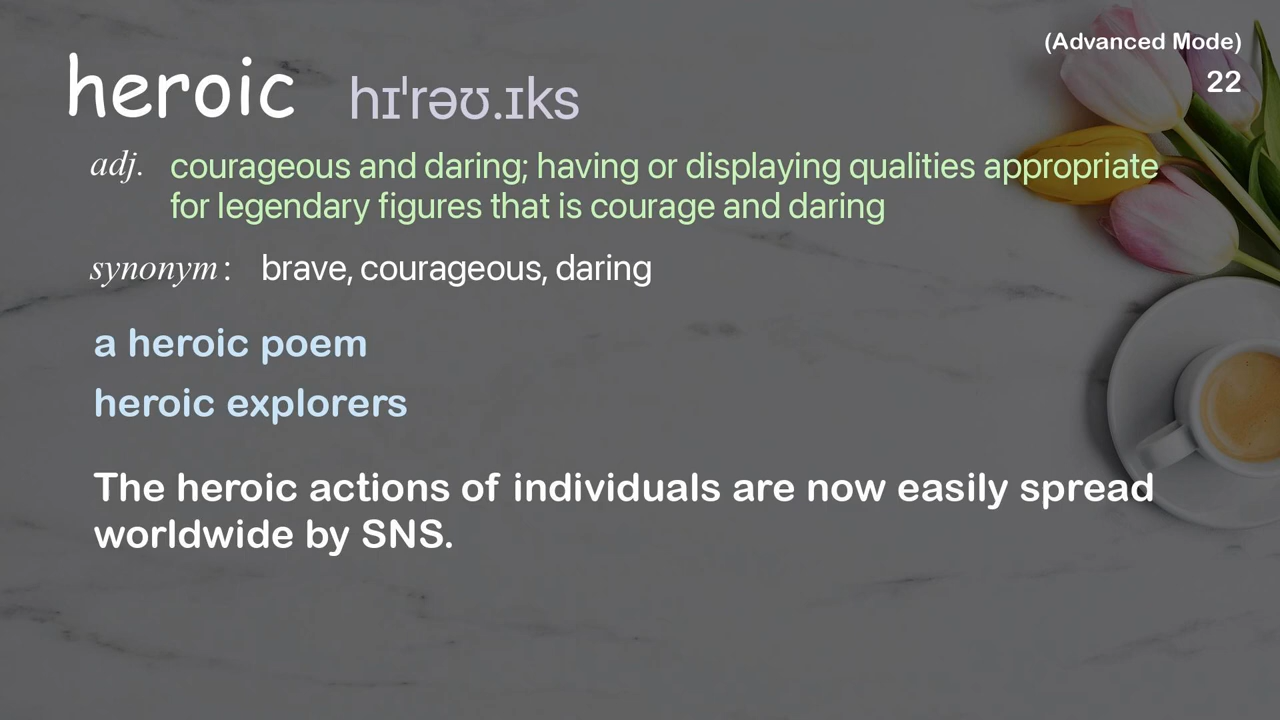 (Advanced Mode)
22
heroic hɪˈrəʊ.ɪks
adj. courageous and daring; having or displaying qualities appropriate
for legendary figures that is courage and daring
synonym: brave, courageous, daring
a heroic poem
heroic explorers
The heroic actions of individuals are now easily spread
worldwide by SNS.